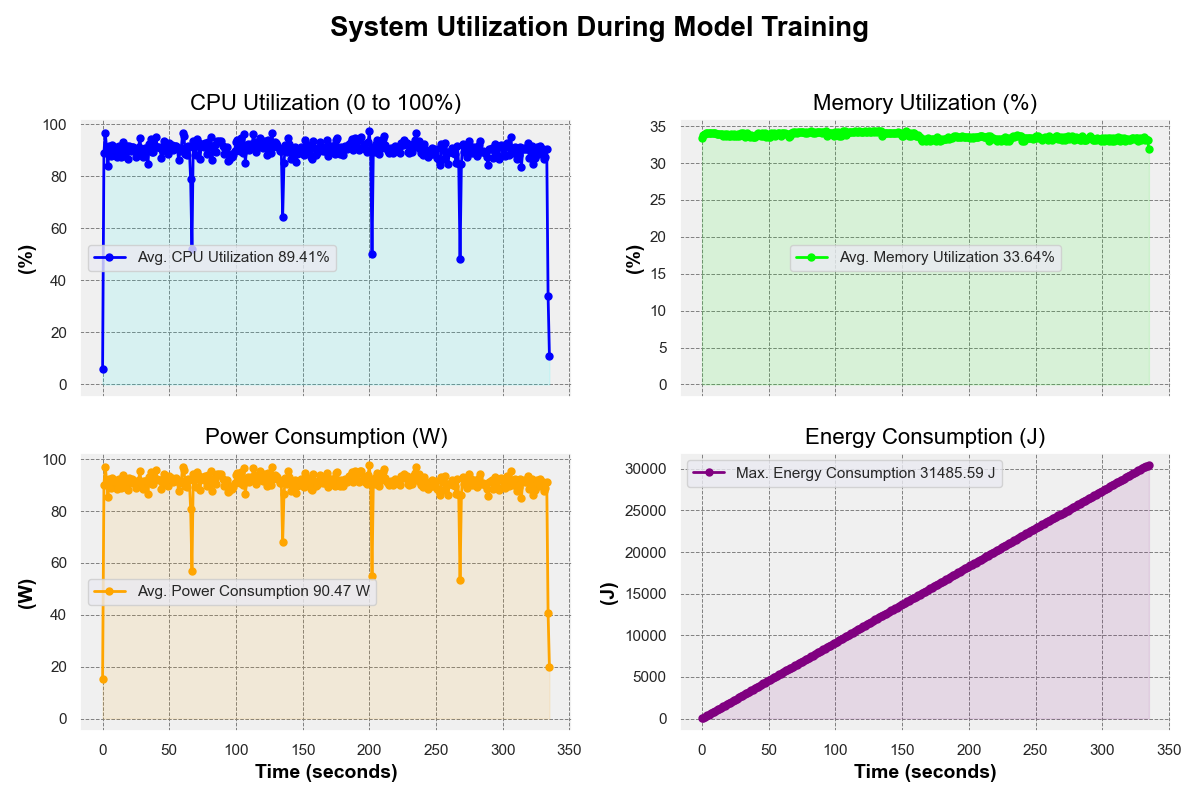 System Utilization During Model Training
CPU Utilization (0 to 100%)
100
80
60
40
20
0
(%)
Avg. CPU Utilization 89.41%
Memory Utilization (%)
35
30
25
20
15
10
5
0
(%)
Avg. Memory Utilization 33.64%
Power Consumption (W)
100
80
60
40
20
0
(W)
Avg. Power Consumption 90.47 W
0 50 100 150 200 250 300 350
Time (seconds)
Energy Consumption (J)
30000
25000
20000
15000
10000
5000
0
(J)
Max. Energy Consumption 31485.59 J
0 50 100 150 200 250 300 350
Time (seconds)